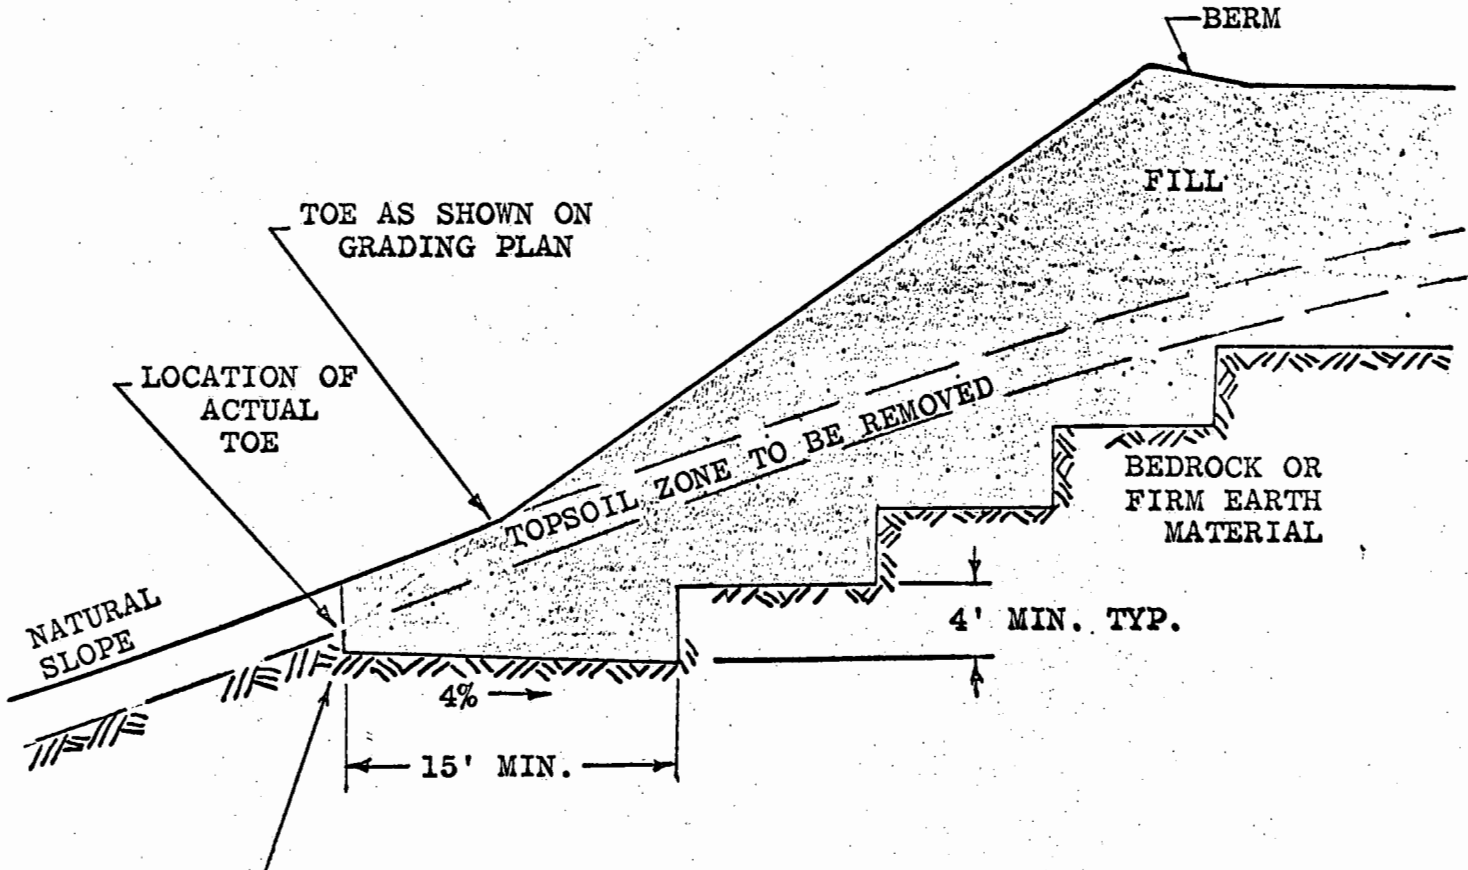 BERM
FILL
TOE AS SHOWN ON
GRADING PLAN
LOCATION OF
ACTUAL
TOE
TOPSOIL ZONE TO BE REMOVED
BEDROCK OR
FIRM EARTH
MATERIAL
NATURAL
SLOPE
4' MIN. TYP.
4%
15' MIN.